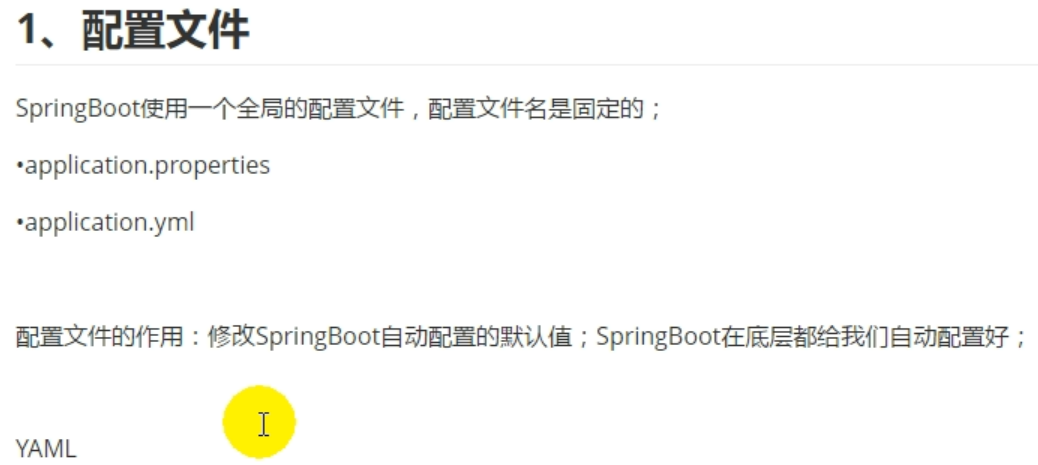 1、配置文件
SpringBoot使用一个全局的配置文件，配置文件名是固定的；
•application.properties
•application.yml
配置文件的作用：修改SpringBoot自动配置的默认值；SpringBoot在底层都给我们自动配置好；
YAML